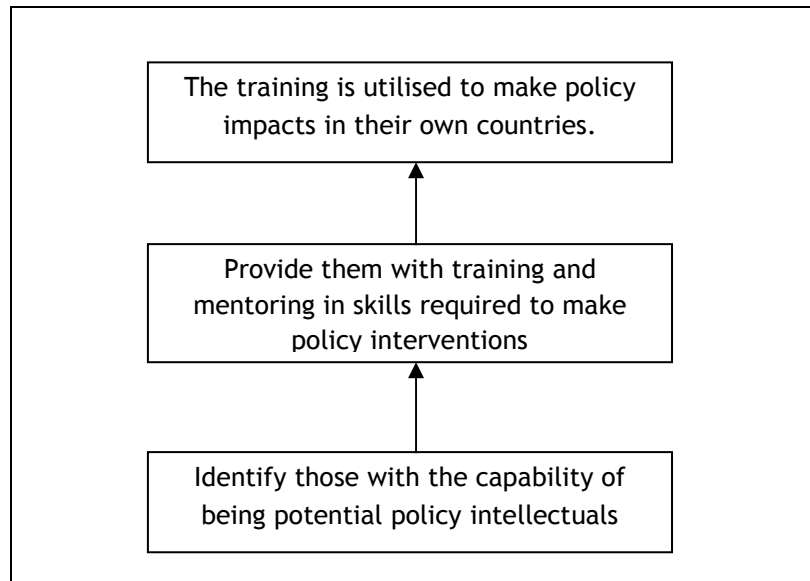 The training is utilised to make policy
impacts in their own countries.
Provide them with training and
mentoring in skills required to make
policy interventions
Identify those with the capability of
being potential policy intellectuals